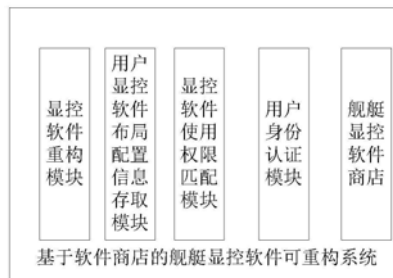 显控
软件
重构
模块
用户
显控
软件
布局
配置
信息
存取
模块
显控
软件
使用
权限
匹配
模块
用户
身份
认证
模块
舰艇
显控
软件
商店
基于软件商店的舰艇显控软件可重构系统